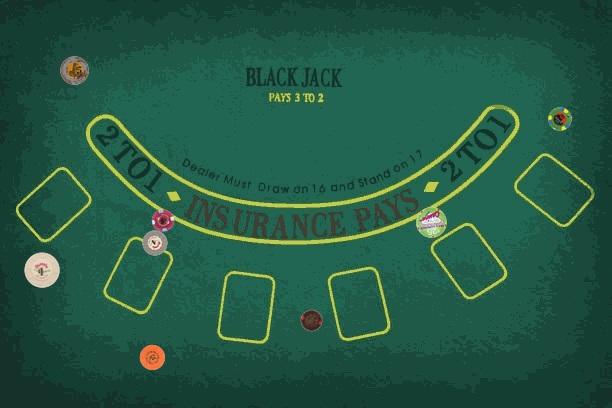 BLACK JACK
PAYS 3 TO 2
Dealer Must Draw on 16 and Stand on 17
2 TO 1 INSURANCE PAYS 2 TO 1